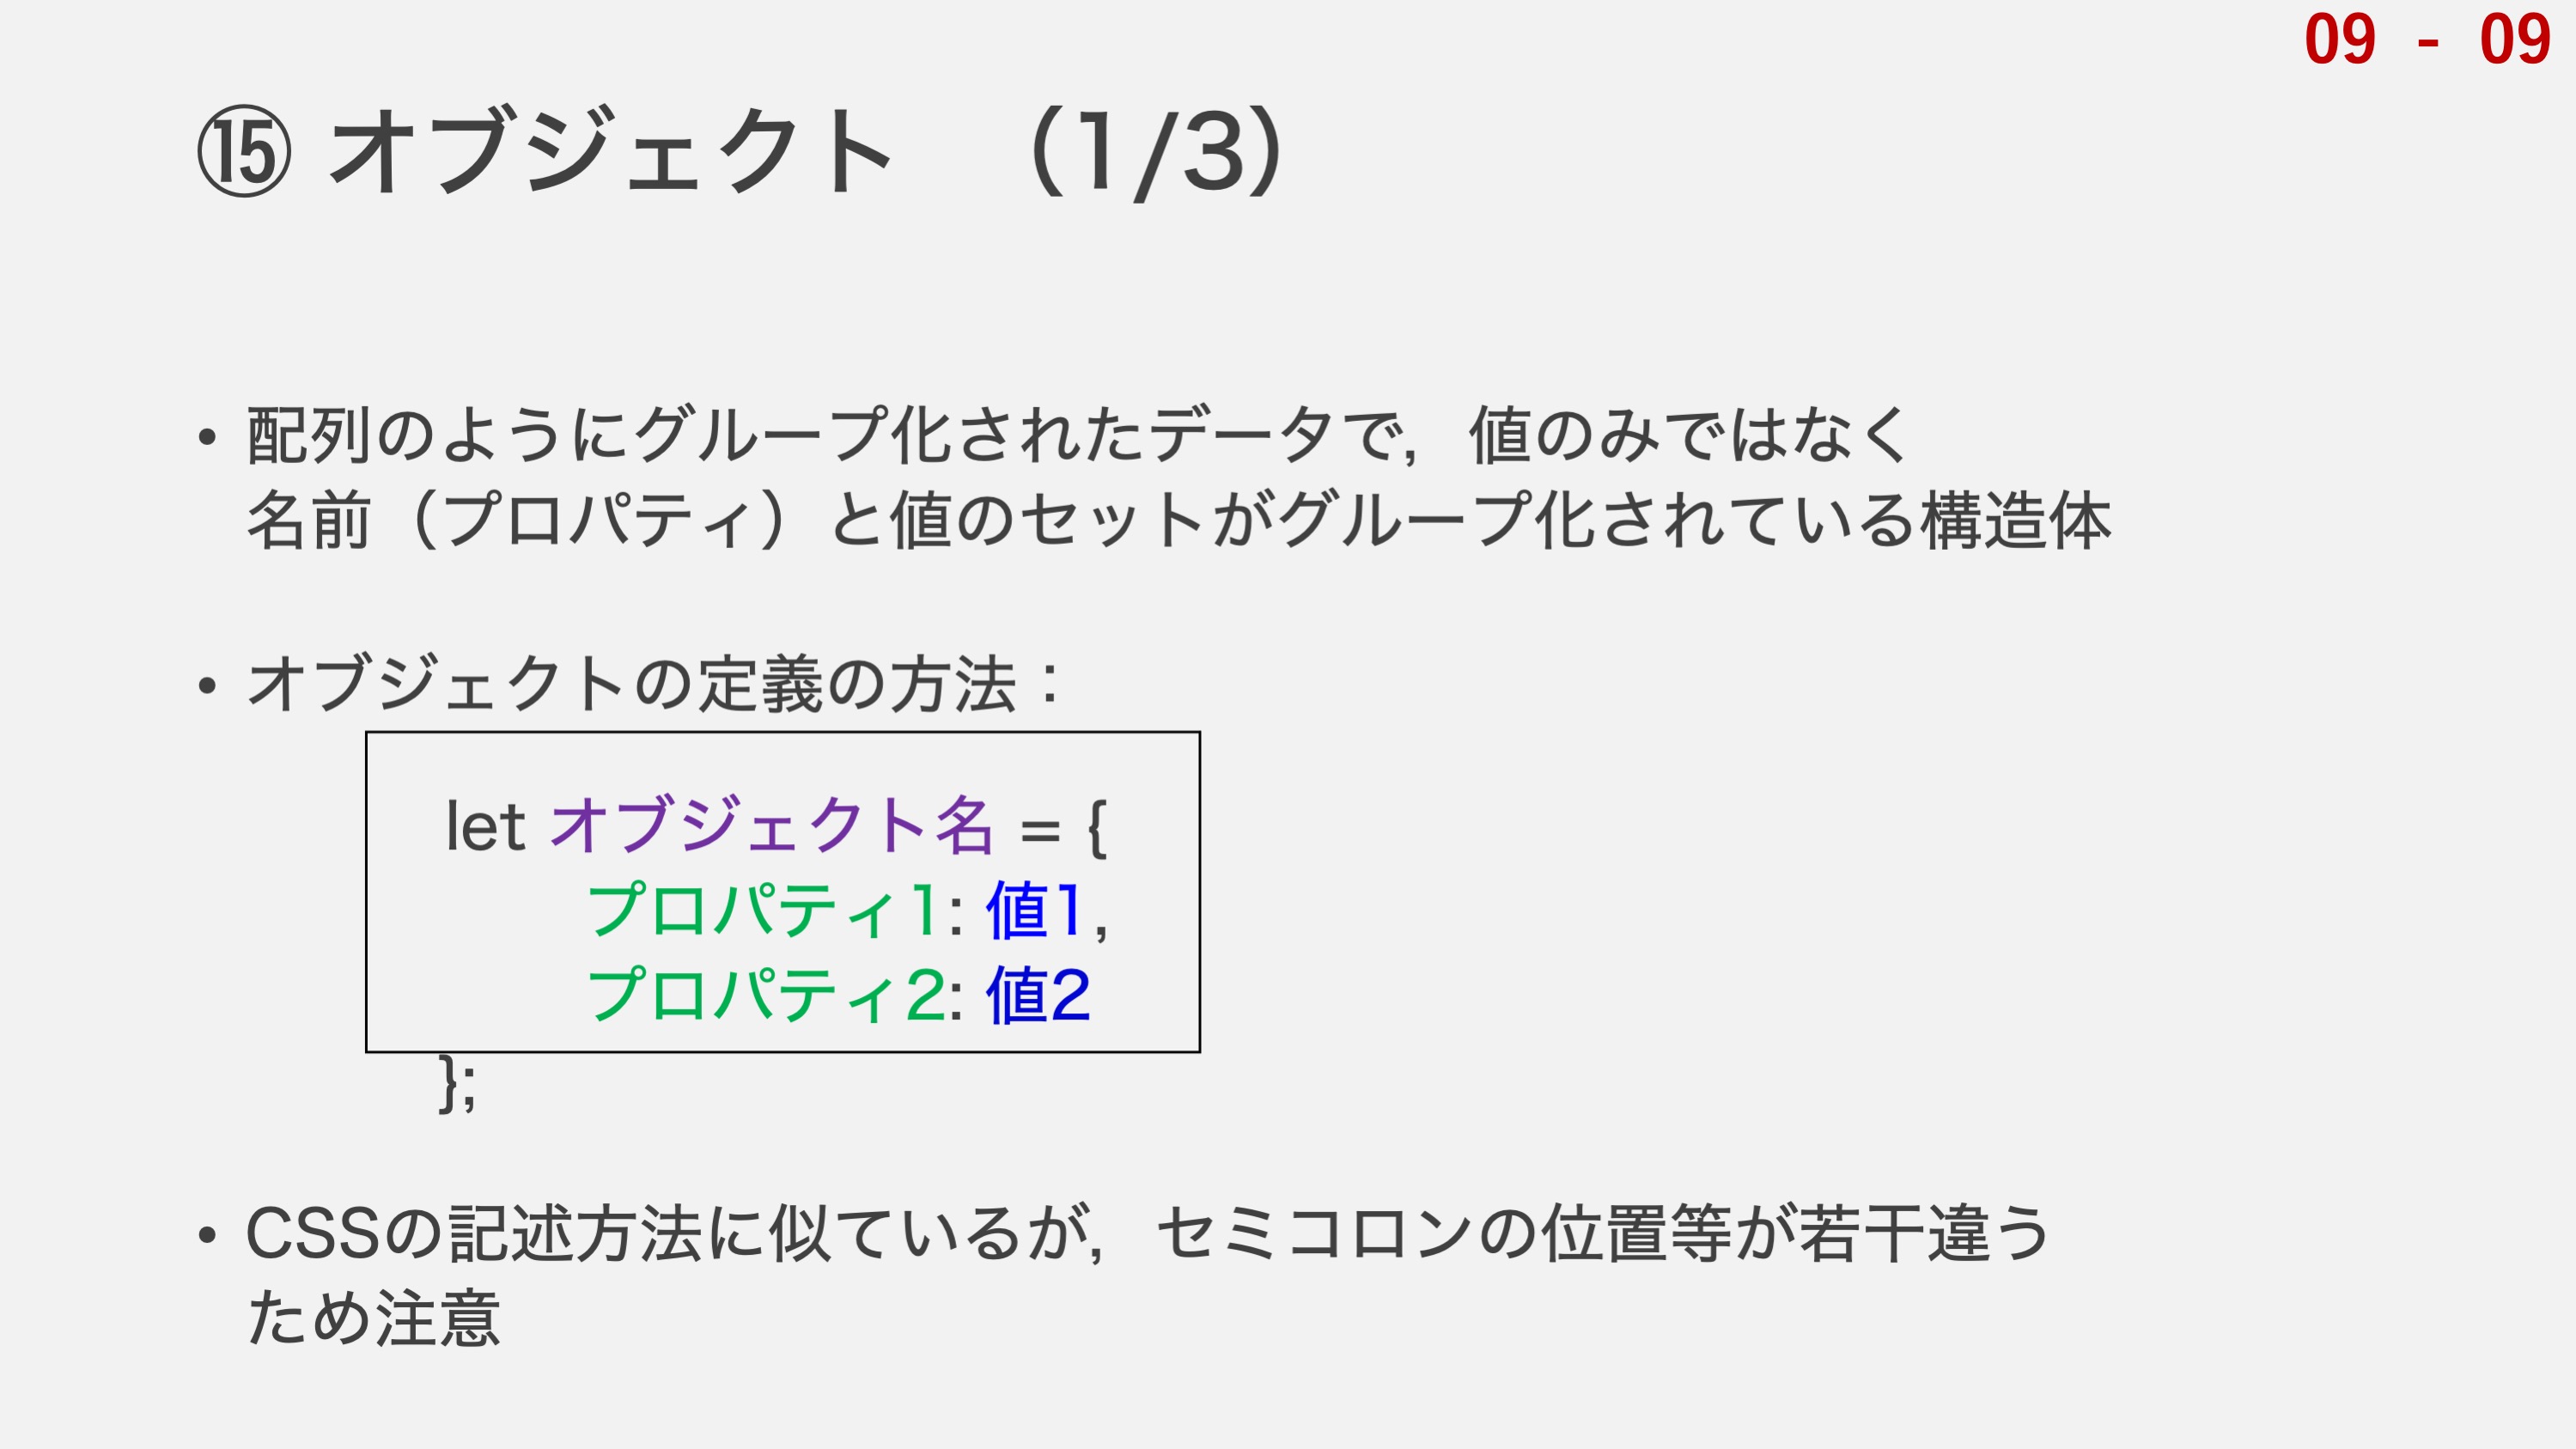 09 - 09
⑮ オブジェクト　（1/3）
• 配列のようにグループ化されたデータで，値のみではなく
名前（プロパティ）と値のセットがグループ化されている構造体
• オブジェクトの定義の方法：
let オブジェクト名 = {
プロパティ1: 値1,
プロパティ2: 値2
};
• CSSの記述方法に似ているが，セミコロンの位置等が若干違う
ため注意